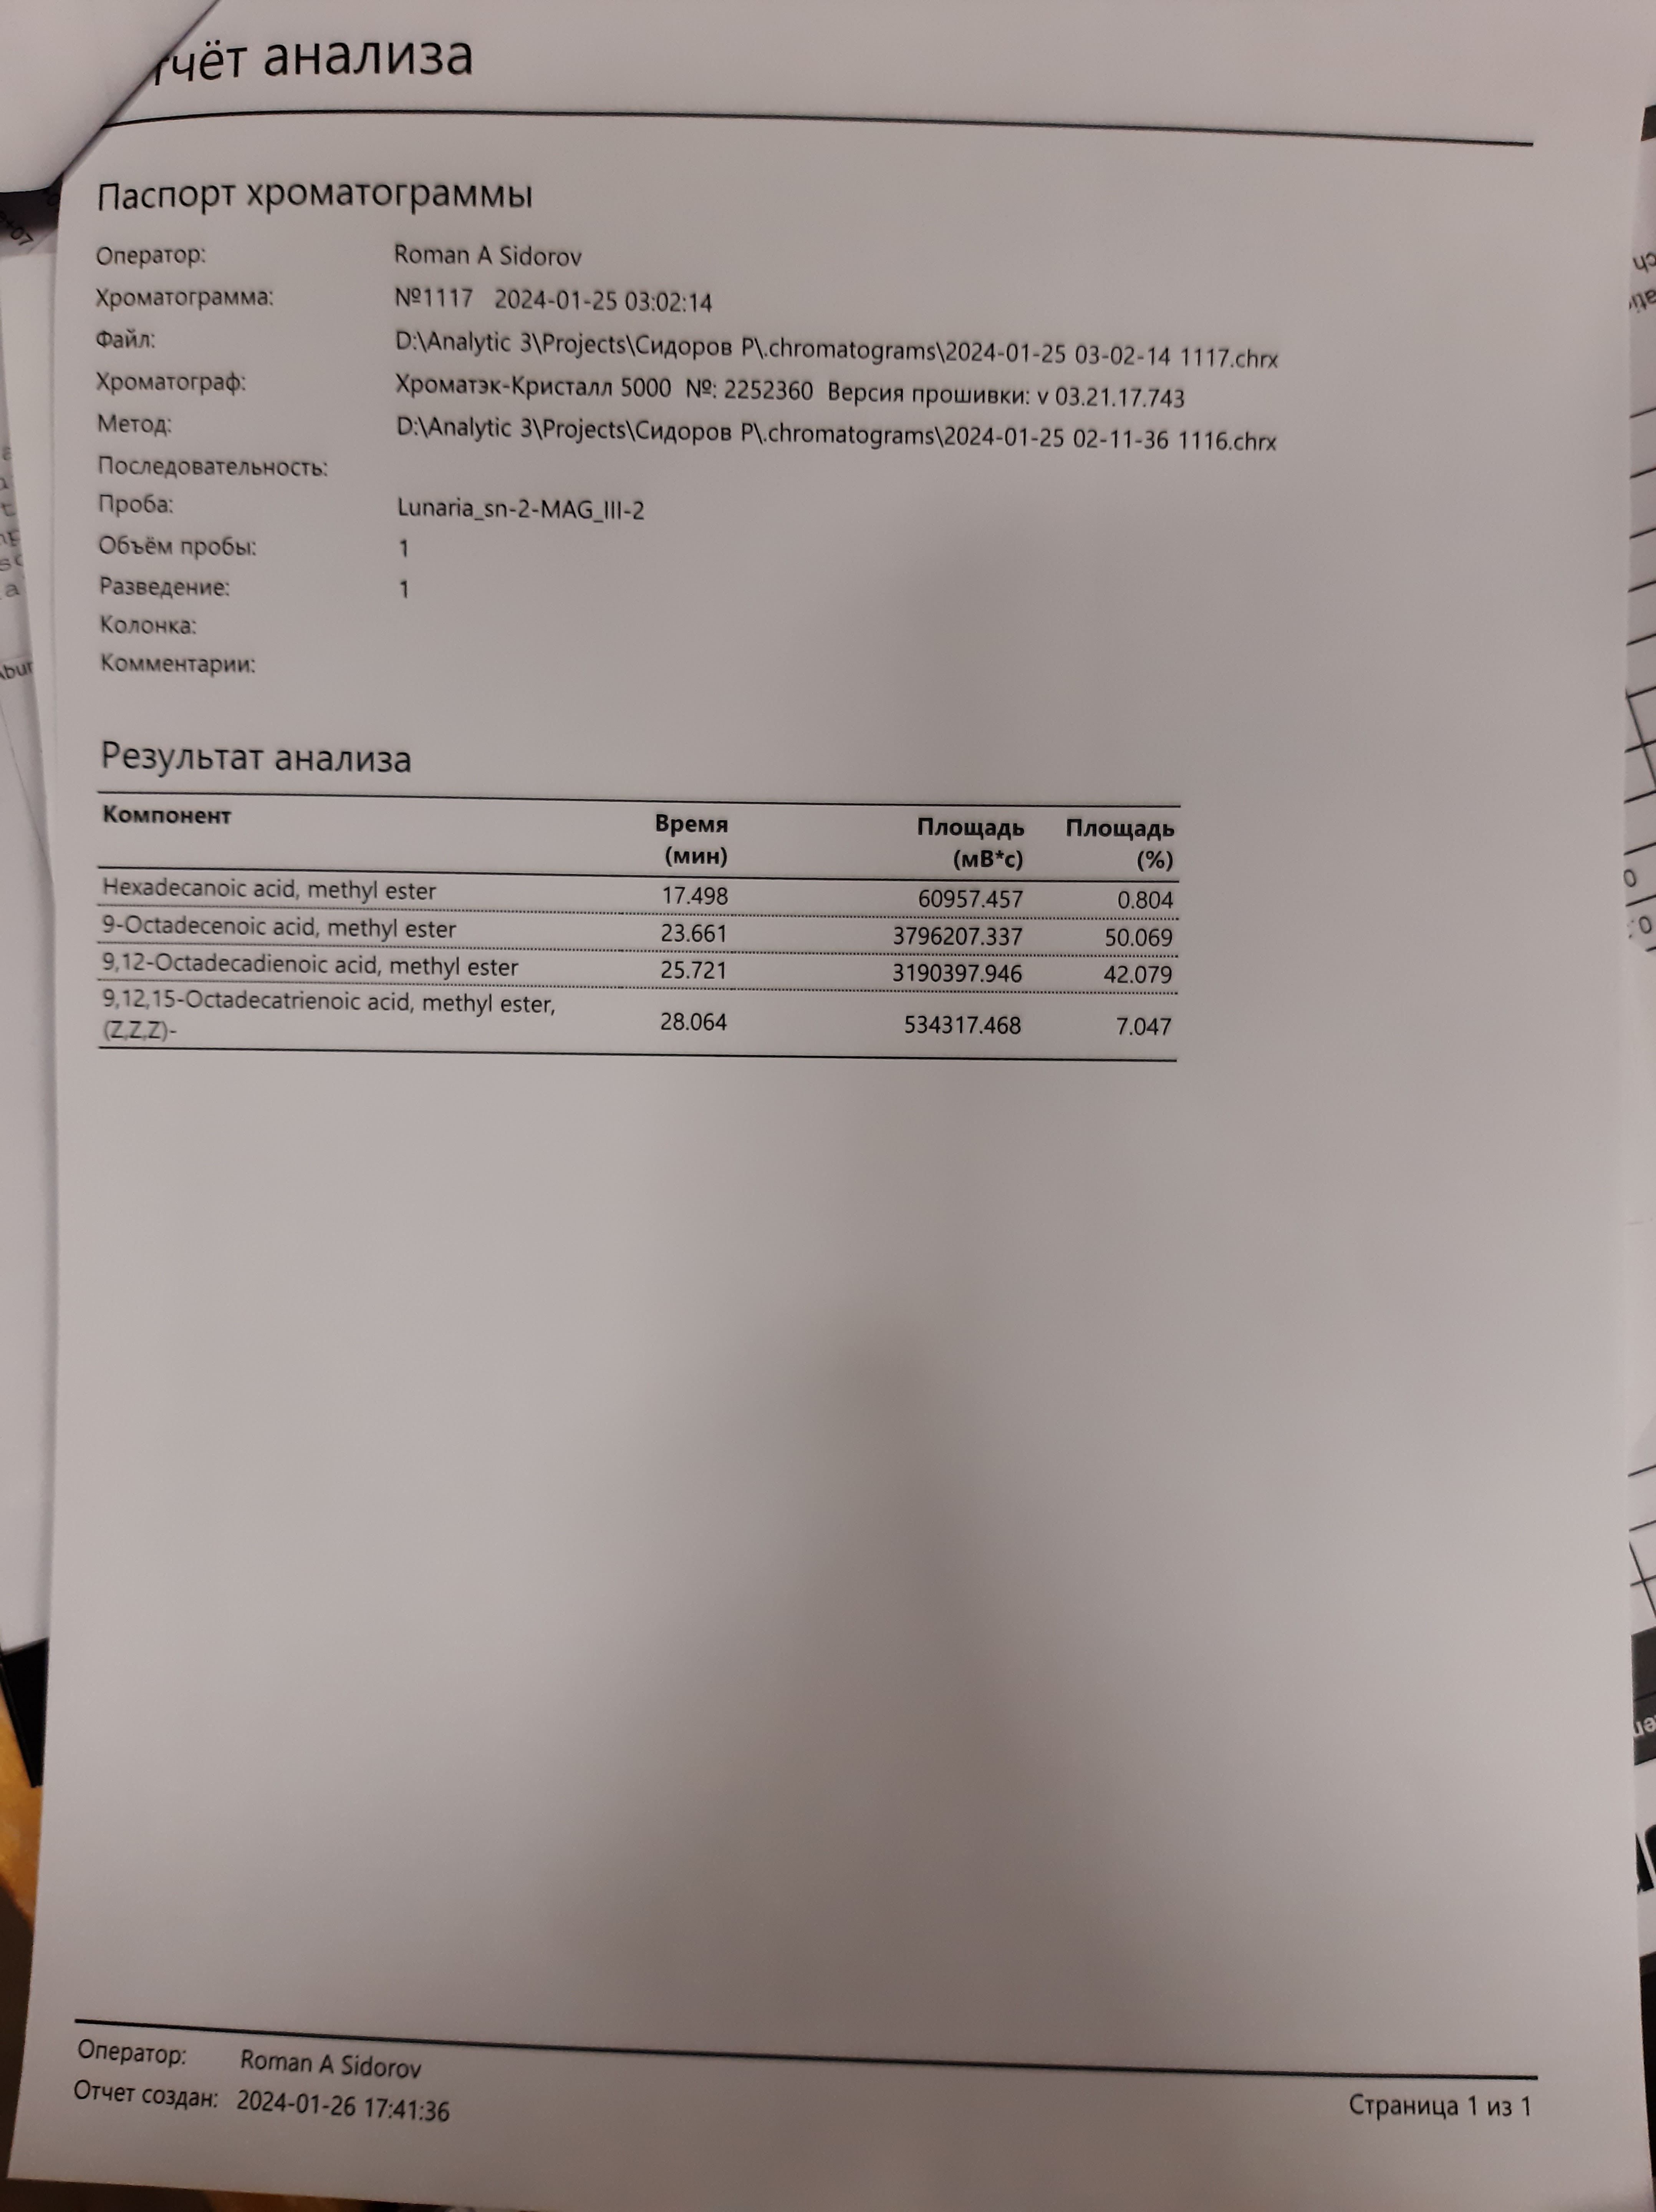 анализа
Паспорт хроматограммы
Оператор: Roman A Sidorov
Хроматограмма: №1117 2024-01-25 03:02:14
Файл: D:\Analytic 3\Projects\Сидоров Р\.chromatograms\2024-01-25 03-02-14 1117.chrx
Хроматограф: Хроматэк-Кристалл 5000 №: 2252360 Версия прошивки: v 03.21.17.743
Метод: D:\Analytic 3\Projects\Сидоров Р\.chromatograms\2024-01-25 02-11-36 1116.chrx
Последовательность:
Проба: Lunaria_sn-2-MAG_III-2
Объём пробы: 1
Разведение: 1
Колонка:
Комментарии:
Результат анализа
Компонент Время Площадь Площадь
(мин) (мВ*с) (%)
Hexadecanoic acid, methyl ester 17.498 60957.457 0.804
9-Octadecenoic acid, methyl ester 23.661 3796207.337 50.069
9,12-Octadecadienoic acid, methyl ester 25.721 3190397.946 42.079
9,12,15-Octadecatrienoic acid, methyl ester,
(Z,Z,Z)- 28.064 534317.468 7.047
Оператор: Roman A Sidorov
Отчет создан: 2024-01-26 17:41:36
Страница 1 из 1